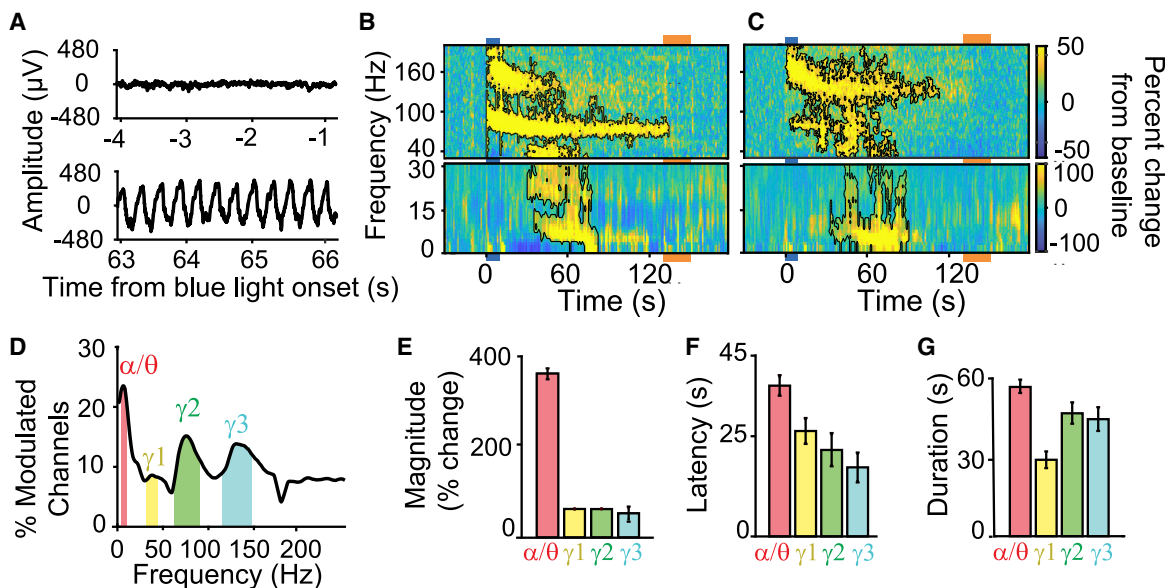 A
Amplitude (µV)
480
0
-480
-4 -3 -2 -1
480
0
-480
63 64 65 66
Time from blue light onset (s)
B
Frequency (Hz)
160
100
40
30
15
0
0 60 120
Time (s)
C
0 60 120
Time (s)
50
0
-50
100
0
-100
Percent change
from baseline
D
% Modulated
Channels
30
20
10
0
α/θ
γ1
γ2
γ3
0 50 100 150 200
Frequency (Hz)
E
Magnitude
(% change)
400
200
0
α/θ γ1 γ2 γ3
F
Latency (s)
45
25
0
α/θ γ1 γ2 γ3
G
Duration (s)
60
30
0
α/θ γ1 γ2 γ3